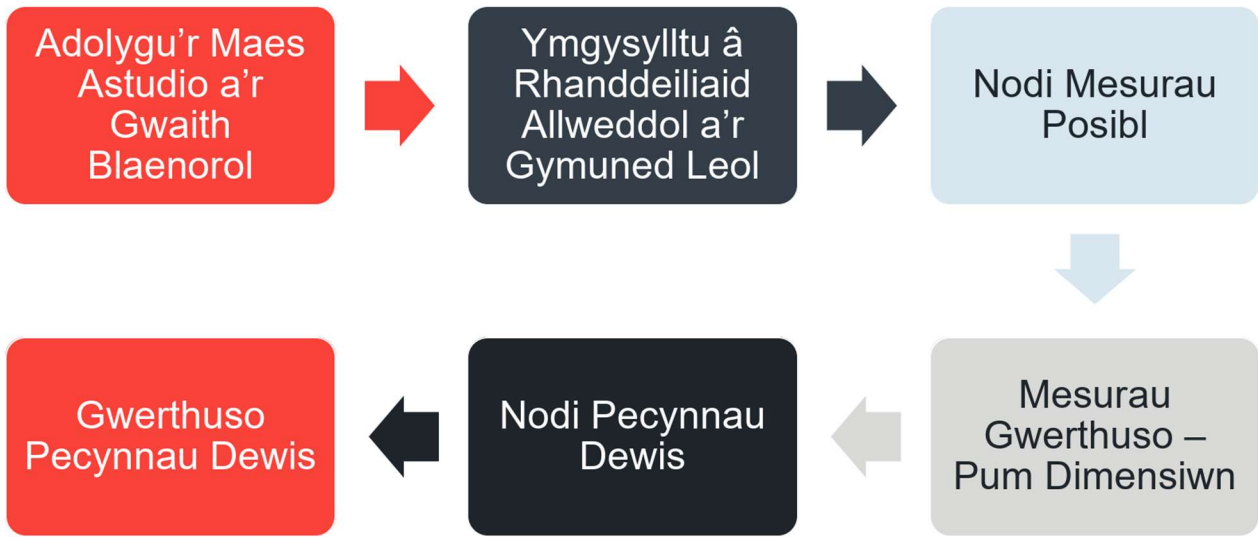 Adolygu’r Maes
Astudio a’r
Gwaith
Blaenorol
Ymgysylltu â
Rhanddeiliaid
Allweddol a’r
Gymuned Leol
Nodi Mesurau
Posibl
Mesurau
Gwerthuso –
Pum Dimensiwn
Nodi Pecynnau
Dewis
Gwerthuso
Pecynnau Dewis